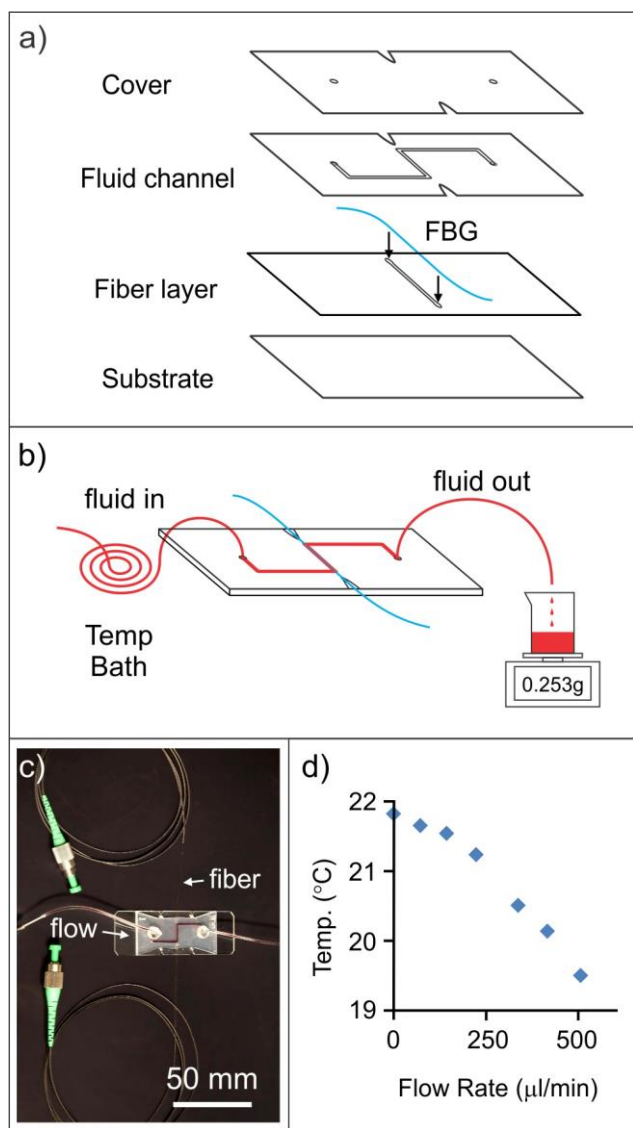 a)
Cover
Fluid channel
FBG
Fiber layer
Substrate
b)
fluid in
fluid out
Temp
Bath
0.253g
c)
fiber
flow
50 mm
d)
22
21
20
19
Temp. (°C)
0
250
500
Flow Rate (µl/min)